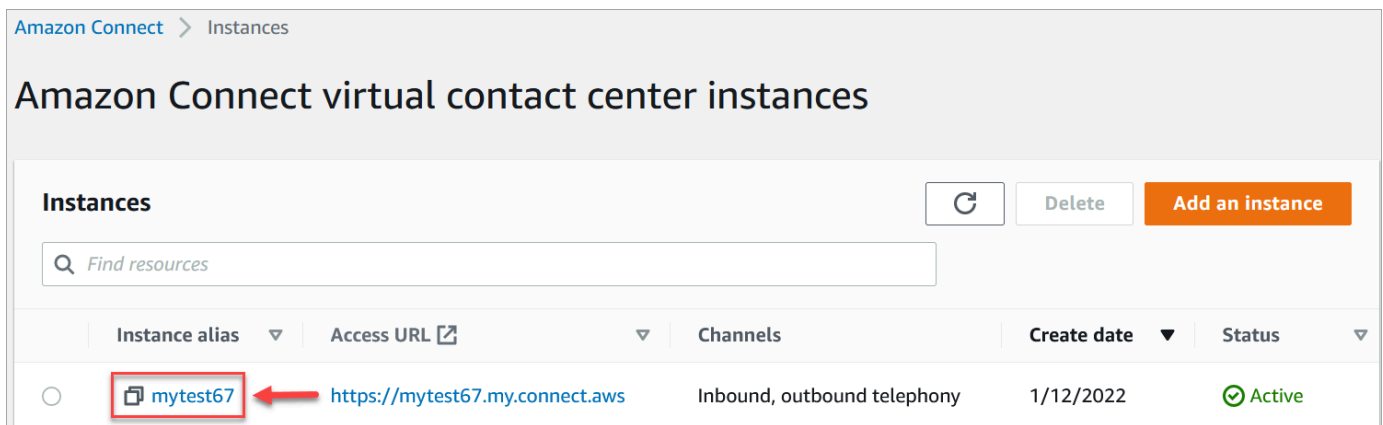 Amazon Connect > Instances
Amazon Connect virtual contact center instances
Instances Delete Add an instance
Find resources
Instance alias Access URL Channels Create date Status
mytest67 https://mytest67.my.connect.aws Inbound, outbound telephony 1/12/2022 Active